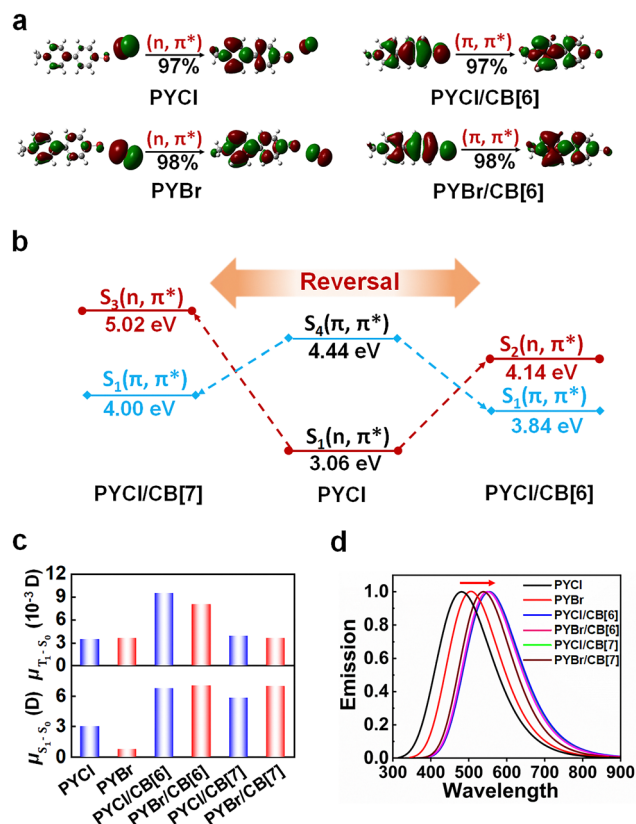 a
(n, π*)
97%
PYCl
(π, π*)
97%
PYCl/CB[6]
(n, π*)
98%
PYBr
(π, π*)
98%
PYBr/CB[6]
b
Reversal
S3(n, π*)
5.02 eV
S1(π, π*)
4.00 eV
S4(π, π*)
4.44 eV
S1(n, π*)
3.06 eV
S2(n, π*)
4.14 eV
S1(π, π*)
3.84 eV
PYCl/CB[7]
PYCl
PYCl/CB[6]
c
μT1 - S0 (10-3 D)
9
6
3
0
μS1 - S0 (D)
6
3
0
PYCl
PYBr
PYCl/CB[6]
PYBr/CB[6]
PYCl/CB[7]
PYBr/CB[7]
d
Emission
1.0
0.8
0.6
0.4
0.2
0.0
PYCl
PYBr
PYCl/CB[6]
PYBr/CB[6]
PYCl/CB[7]
PYBr/CB[7]
300 400 500 600 700 800 900
Wavelength